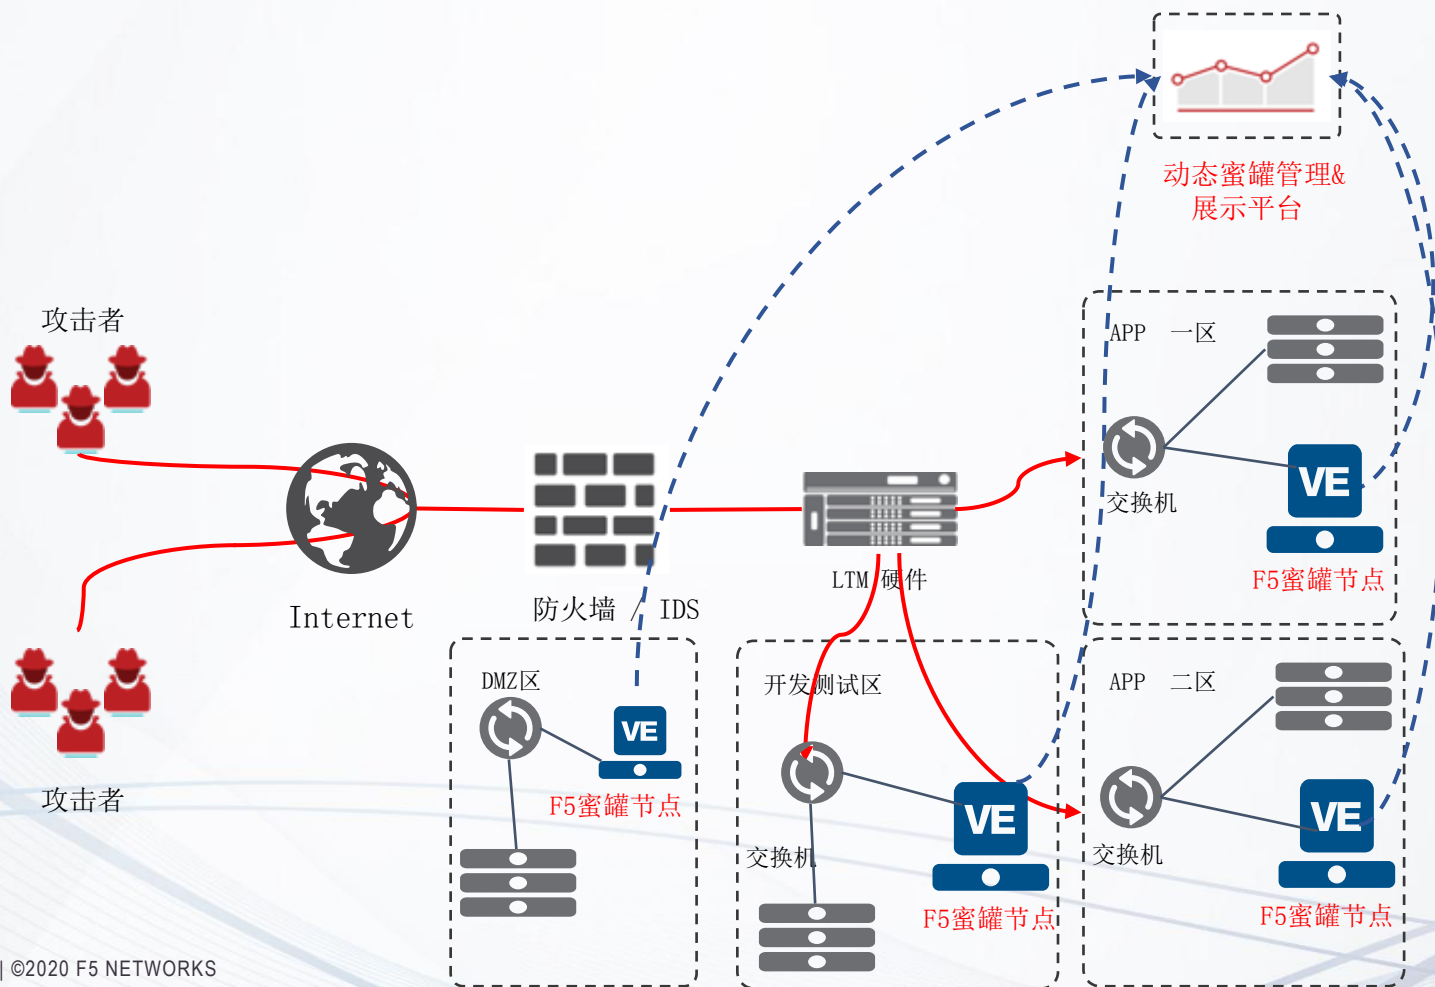 动态蜜罐管理&
展示平台
攻击者
APP 一区
VE
交换机
F5蜜罐节点
LTM 硬件
Internet
防火墙 / IDS
DMZ区
VE
F5蜜罐节点
开发测试区
VE
交换机
F5蜜罐节点
APP 二区
VE
交换机
F5蜜罐节点
攻击者
| ©2020 F5 NETWORKS